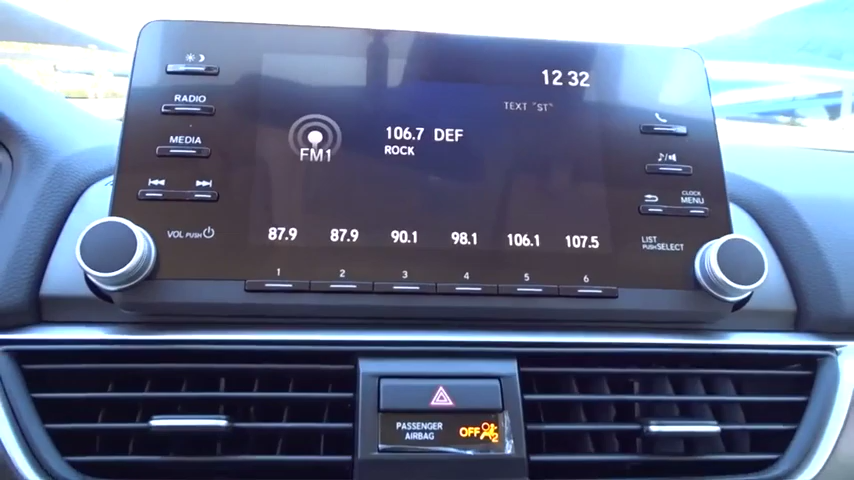 12:32
RADIO
TEXT "ST"
106.7 DEF
ROCK
FM1
MEDIA
CLOCK
MENU
VOL PUSH
LIST
PUSH SELECT
87.9 87.9 90.1 98.1 106.1 107.5
1 2 3 4 5 6
PASSENGER
AIRBAG
OFF
2